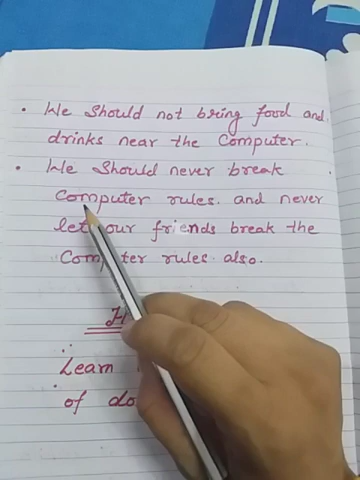 • We should not bring food and
drinks near the Computer.
• We should never break
Computer rules. and never
let our friends break the
Computer rules also.
Learn
of